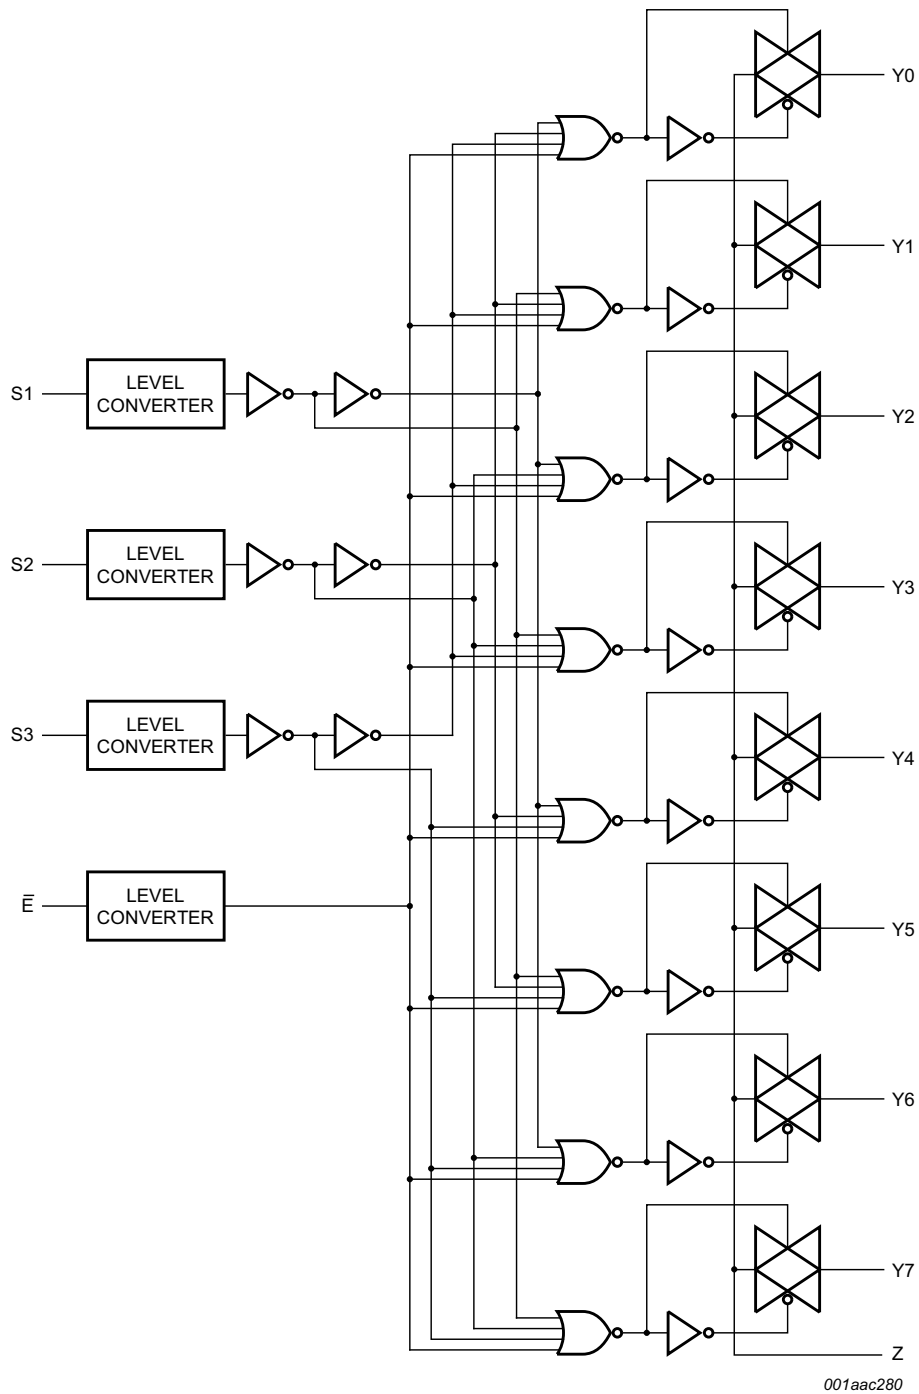 Y0
Y1
S1
LEVEL
CONVERTER
Y2
S2
LEVEL
CONVERTER
Y3
S3
LEVEL
CONVERTER
Y4
E̅
LEVEL
CONVERTER
Y5
Y6
Y7
Z
001aac280